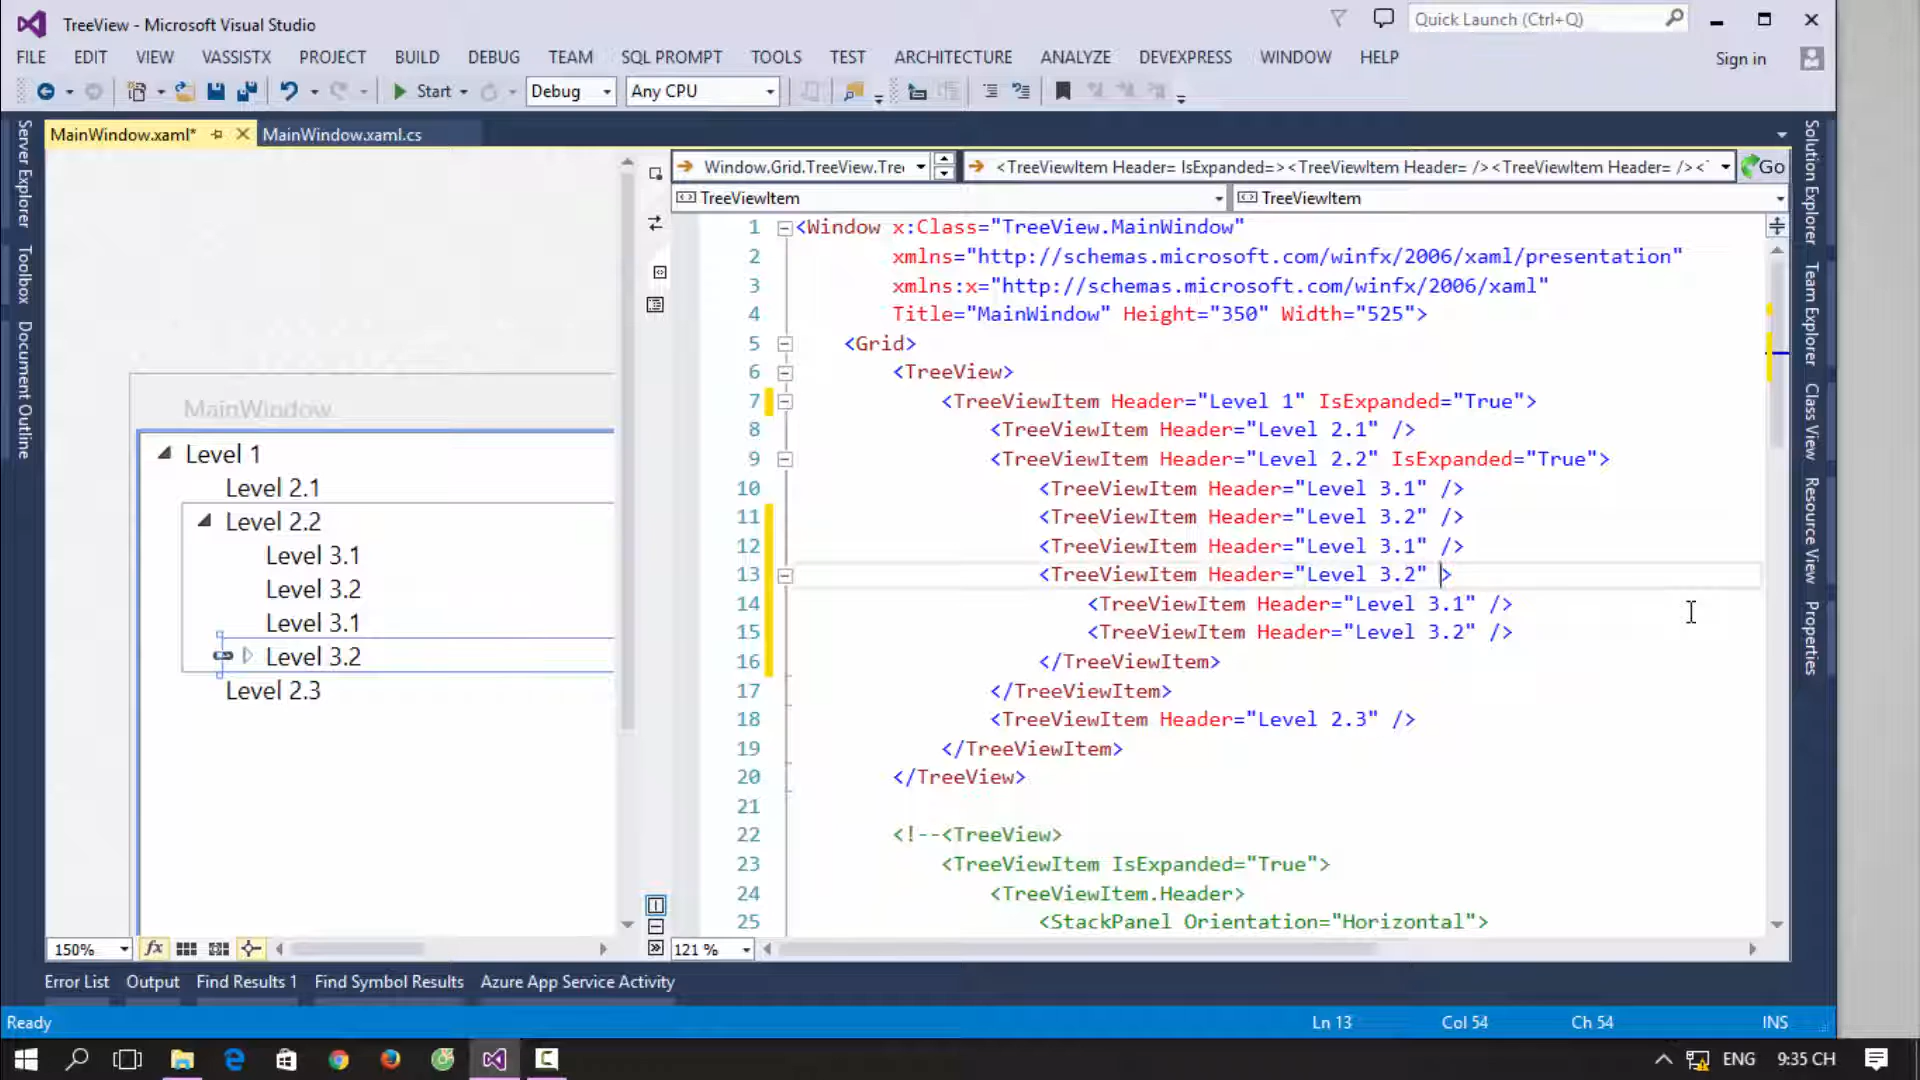 TreeView - Microsoft Visual Studio
Quick Launch (Ctrl+Q)
FILE EDIT VIEW VASSISTX PROJECT BUILD DEBUG TEAM SQL PROMPT TOOLS TEST ARCHITECTURE ANALYZE DEVEXPRESS WINDOW HELP
Sign in
Start Debug Any CPU
MainWindow.xaml* MainWindow.xaml.cs
Server Explorer
Toolbox
Document Outline
MainWindow
Level 1
Level 2.1
Level 2.2
Level 3.1
Level 3.2
Level 3.1
Level 3.2
Level 2.3
150%
fx
Window.Grid.TreeView.Tre
<TreeViewItem Header= IsExpanded=><TreeViewItem Header= /><TreeViewItem Header= /><
Go
TreeViewItem TreeViewItem
1 <Window x:Class="TreeView.MainWindow"
2 xmlns="http://schemas.microsoft.com/winfx/2006/xaml/presentation"
3 xmlns:x="http://schemas.microsoft.com/winfx/2006/xaml"
4 Title="MainWindow" Height="350" Width="525">
5 <Grid>
6 <TreeView>
7 <TreeViewItem Header="Level 1" IsExpanded="True">
8 <TreeViewItem Header="Level 2.1" />
9 <TreeViewItem Header="Level 2.2" IsExpanded="True">
10 <TreeViewItem Header="Level 3.1" />
11 <TreeViewItem Header="Level 3.2" />
12 <TreeViewItem Header="Level 3.1" />
13 <TreeViewItem Header="Level 3.2" >
14 <TreeViewItem Header="Level 3.1" />
15 <TreeViewItem Header="Level 3.2" />
16 </TreeViewItem>
17 </TreeViewItem>
18 <TreeViewItem Header="Level 2.3" />
19 </TreeViewItem>
20 </TreeView>
21
22 <!--<TreeView>
23 <TreeViewItem IsExpanded="True">
24 <TreeViewItem.Header>
25 <StackPanel Orientation="Horizontal">
121 %
Solution Explorer
Team Explorer
Class View
Resource View
Properties
Error List Output Find Results 1 Find Symbol Results Azure App Service Activity
Ready Ln 13 Col 54 Ch 54 INS
ENG 9:35 CH